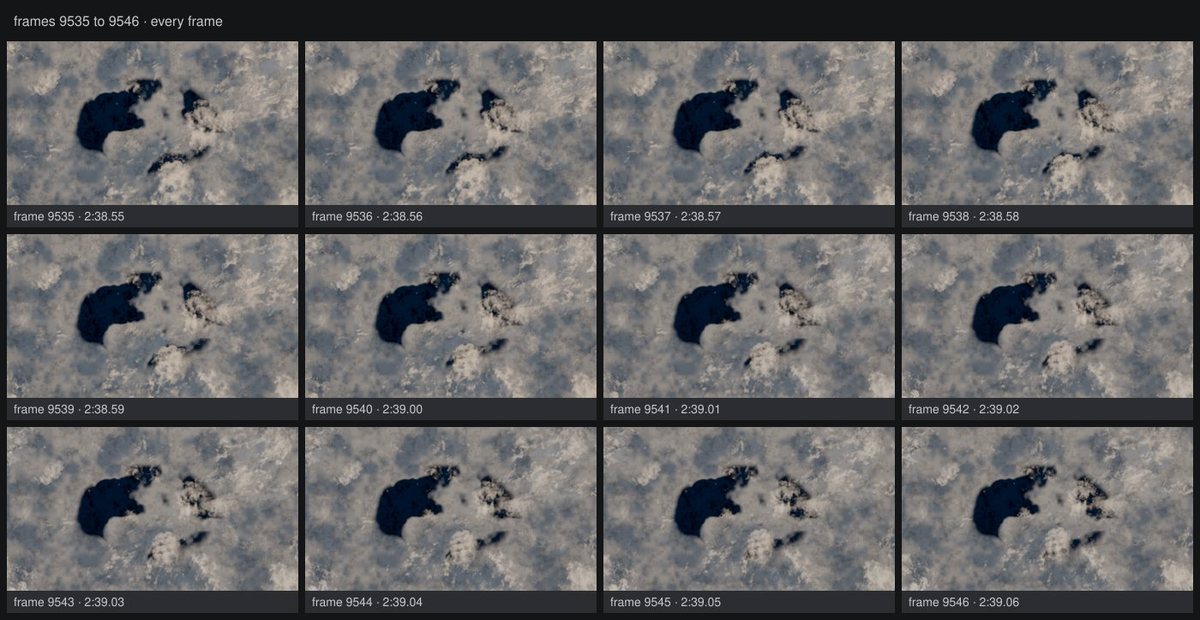 frames 9535 to 9546 · every frame
frame 9535 · 2:38.55
frame 9536 · 2:38.56
frame 9537 · 2:38.57
frame 9538 · 2:38.58
frame 9539 · 2:38.59
frame 9540 · 2:39.00
frame 9541 · 2:39.01
frame 9542 · 2:39.02
frame 9543 · 2:39.03
frame 9544 · 2:39.04
frame 9545 · 2:39.05
frame 9546 · 2:39.06